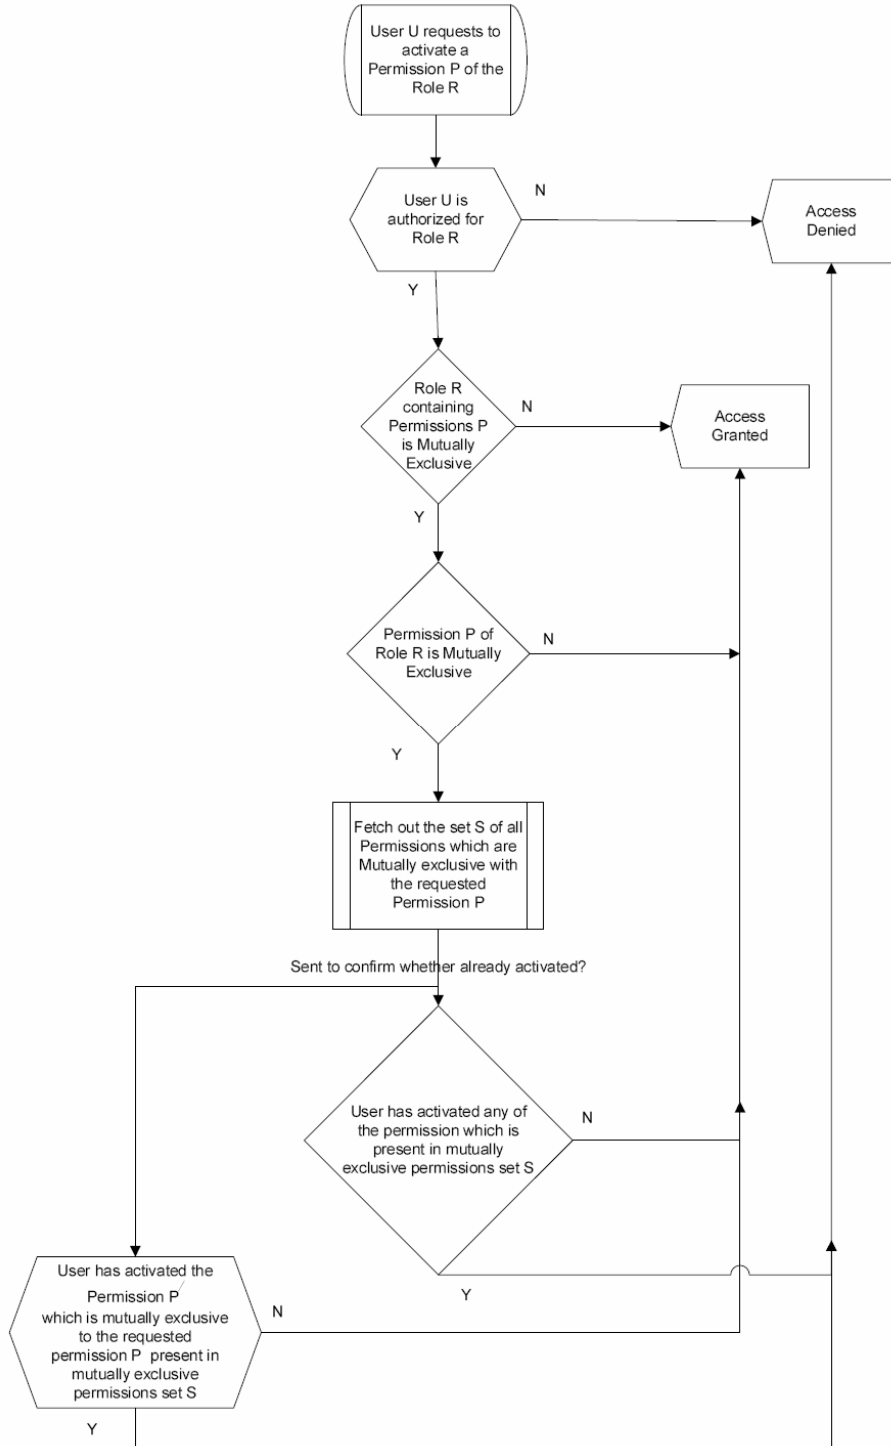 User U requests to
activate a
Permission P of the
Role R
User U is
authorized for
Role R
N
Access
Denied
Y
Role R
containing
Permissions P
is Mutually
Exclusive
N
Access
Granted
Y
Permission P of
Role R is Mutually
Exclusive
N
Y
Fetch out the set S of all
Permissions which are
Mutually exclusive with
the requested
Permission P
Sent to confirm whether already activated?
User has activated any of
the permission which is
present in mutually
exclusive permissions set S
N
Y
User has activated the
Permission P′
which is mutually exclusive
to the requested
permission P present in
mutually exclusive
permissions set S
N
Y